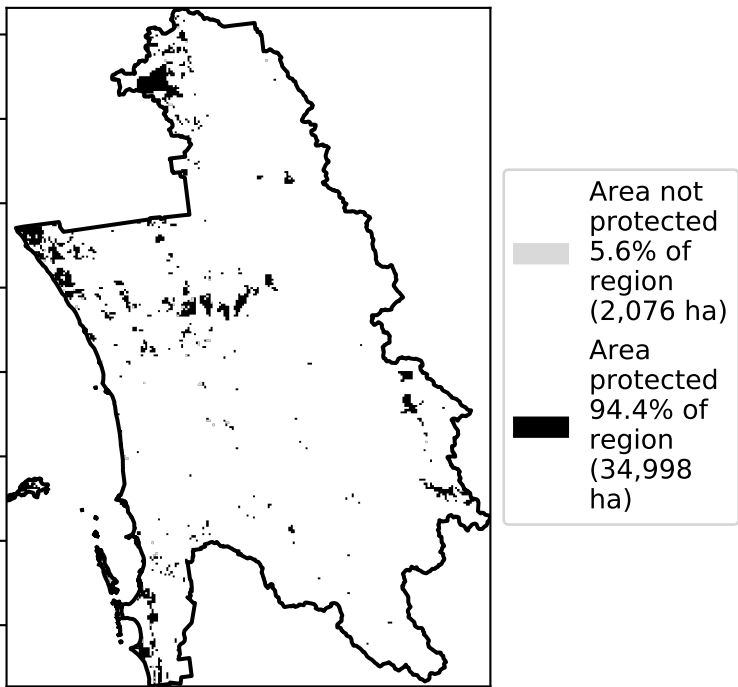 Area not
protected
5.6% of
region
(2,076 ha)
Area
protected
94.4% of
region
(34,998
ha)